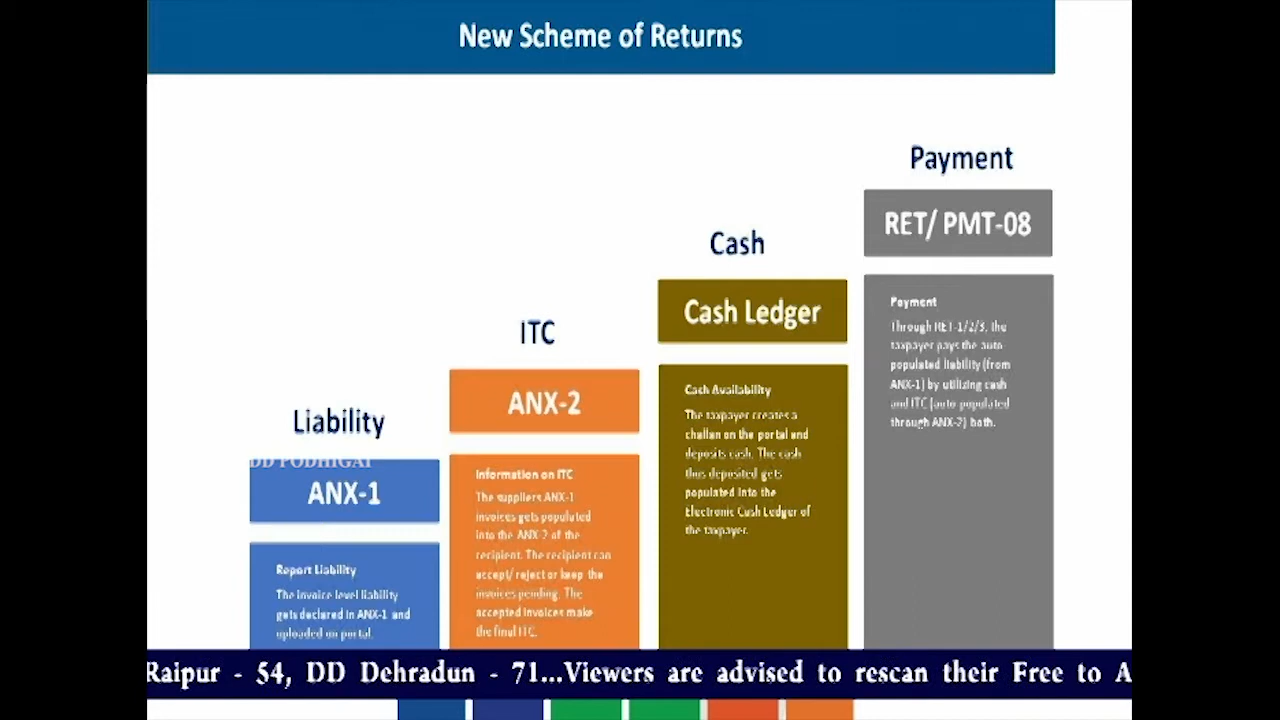 New Scheme of Returns
Liability
DD PODHIGAI
ANX-1
Report Liability
The invoice level liability
gets declared in ANX-1 and
uploaded on portal.
ITC
ANX-2
Information on ITC
The suppliers ANX-1
invoices gets populated
into the ANX-2 of the
recipient. The recipient can
accept/ reject or keep the
invoices pending. The
accepted invoices make
the final ITC.
Cash
Cash Ledger
Cash Availability
The taxpayer creates a
challan on the portal and
deposits cash. The cash
thus deposited gets
populated into the
Electronic Cash Ledger of
the taxpayer.
Payment
RET/ PMT-08
Payment
Through RET-1/2/3, the
taxpayer pays the auto
populated liability (from
ANX-1) by utilizing cash
and ITC (auto populated
through ANX-2) both.
Raipur - 54, DD Dehradun - 71...Viewers are advised to rescan their Free to A